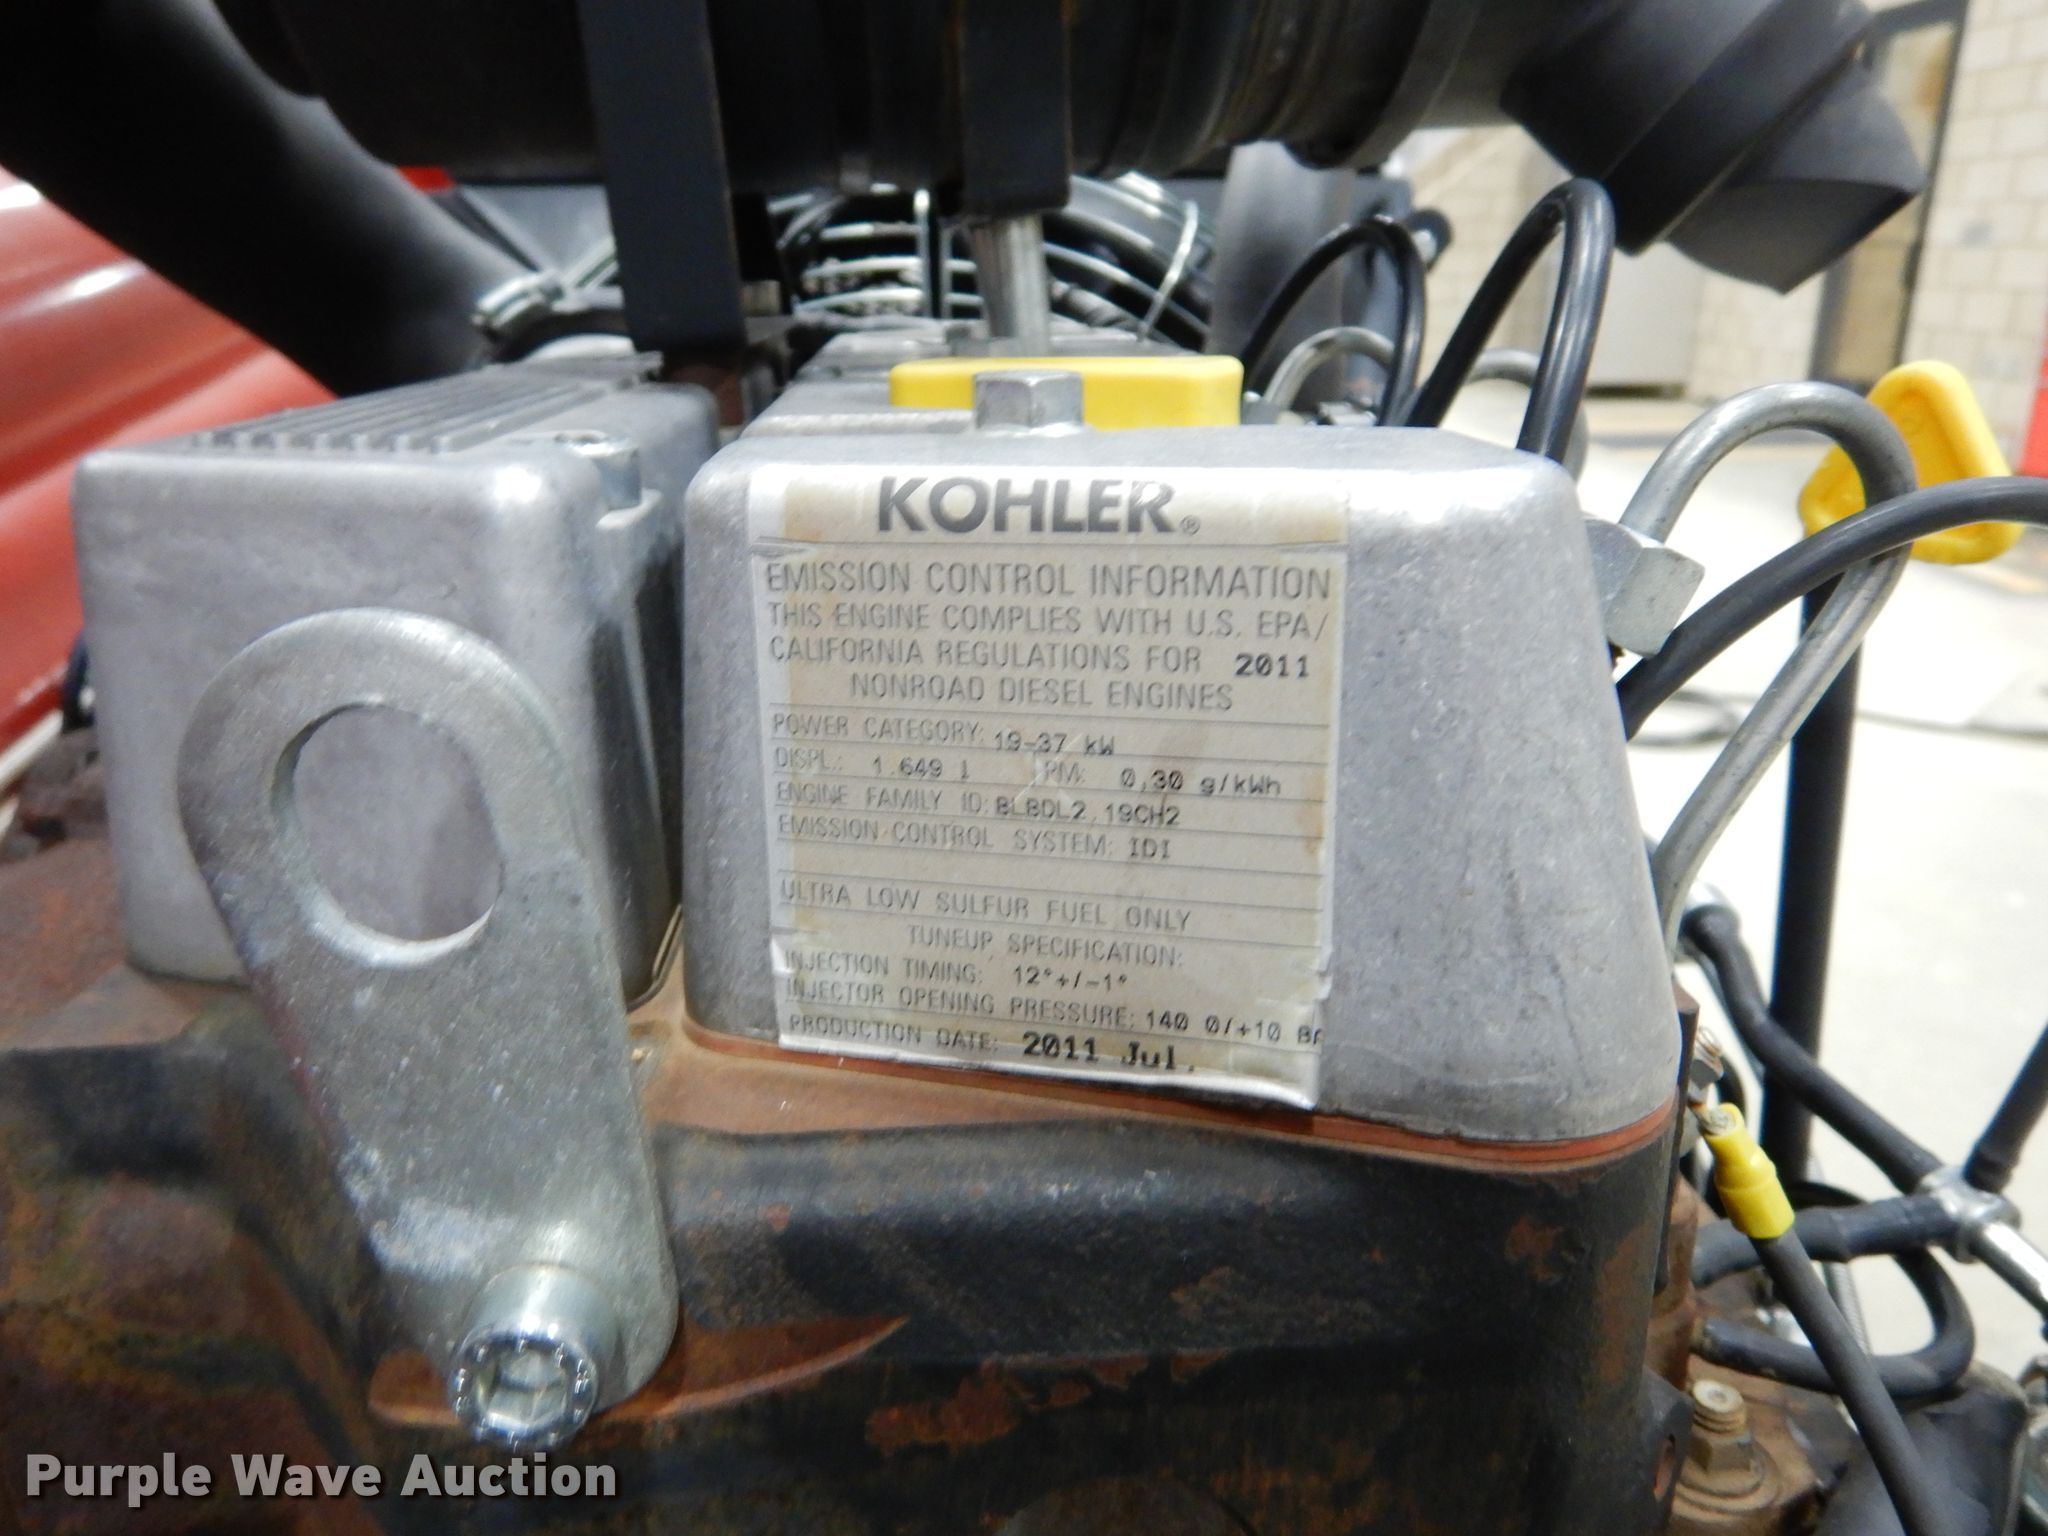 KOHLER®
EMISSION CONTROL INFORMATION
THIS ENGINE COMPLIES WITH U.S. EPA/
CALIFORNIA REGULATIONS FOR 2011
NONROAD DIESEL ENGINES
POWER CATEGORY: 19-37 kW
DISPL.: 1.649 l PM: 0,30 g/kWh
ENGINE FAMILY ID: BLBDL2.19CH2
EMISSION CONTROL SYSTEM: IDI
ULTRA LOW SULFUR FUEL ONLY
TUNEUP SPECIFICATION:
INJECTION TIMING: 12°+/-1°
INJECTOR OPENING PRESSURE: 140 0/+10
PRODUCTION DATE: 2011 Jul.
Purple Wave Auction